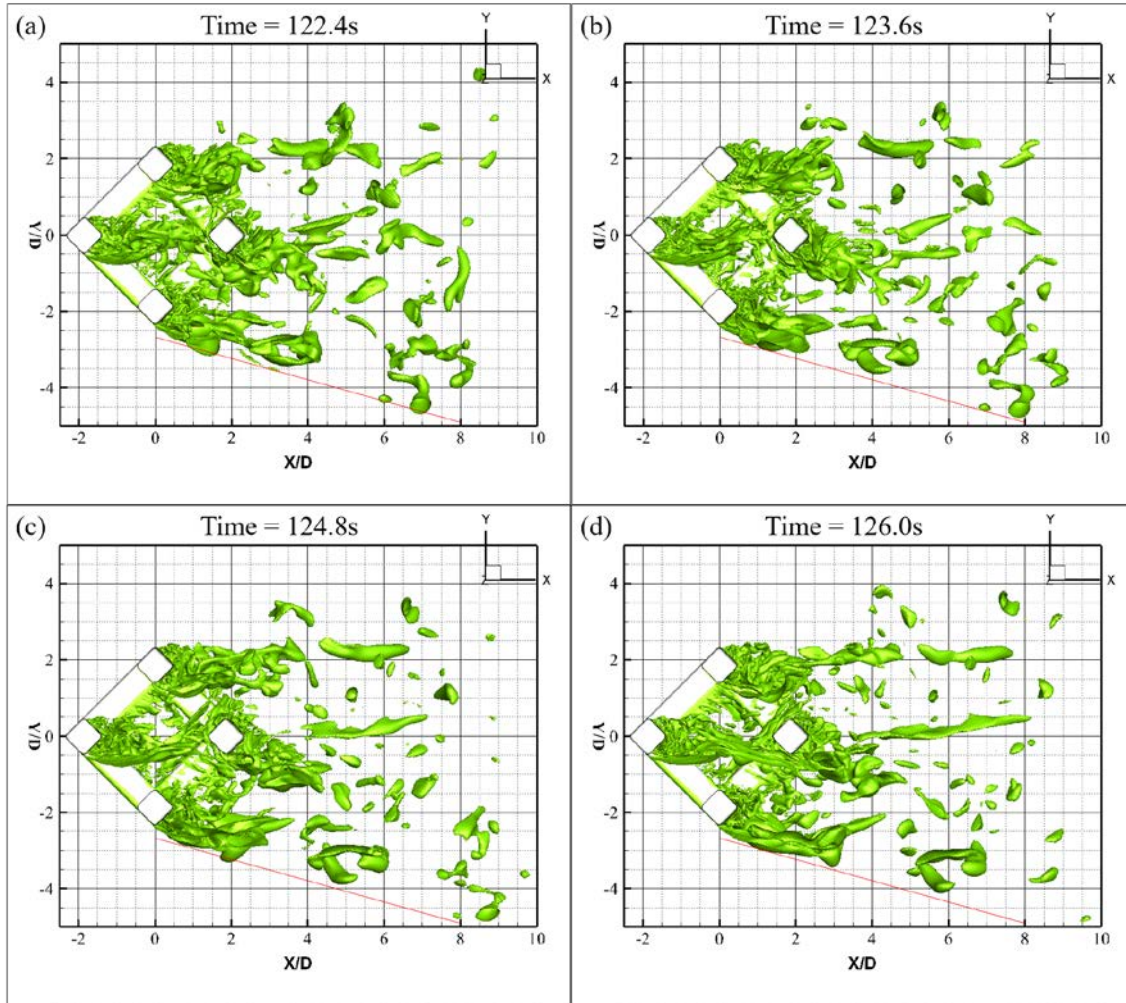 (a) Time = 122.4s
Y
Z X
4
2
0
-2
-4
Y/D
-2 0 2 4 6 8 10
X/D
(b) Time = 123.6s
Y
Z X
4
2
0
-2
-4
Y/D
-2 0 2 4 6 8 10
X/D
(c) Time = 124.8s
Y
Z X
4
2
0
-2
-4
Y/D
-2 0 2 4 6 8 10
X/D
(d) Time = 126.0s
Y
Z X
4
2
0
-2
-4
Y/D
-2 0 2 4 6 8 10
X/D